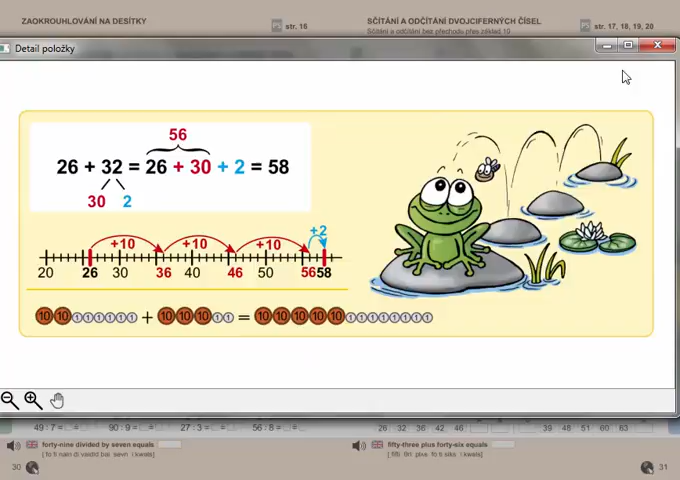 ZAOKROUHLOVÁNÍ NA DESÍTKY
str. 16
SČÍTÁNÍ A ODČÍTÁNÍ DVOJCIFERNÝCH ČÍSEL
Sčítání a odčítání bez přechodu přes základ 10
str. 17, 18, 19, 20
Detail položky
56
26 + 32 = 26 + 30 + 2 = 58
30 2
+10 +10 +10 +2
20 26 30 36 40 46 50 56 58
10 10 1 1 1 1 1 1 + 10 10 10 1 1 = 10 10 10 10 10 1 1 1 1 1 1 1 1
49 : 7 = 90 : 9 = 27 : 3 = 56 : 8 =
26 32 36 42 46 39 48 51 60 63
forty-nine divided by seven equals
fifty-three plus forty-six equals
30
31